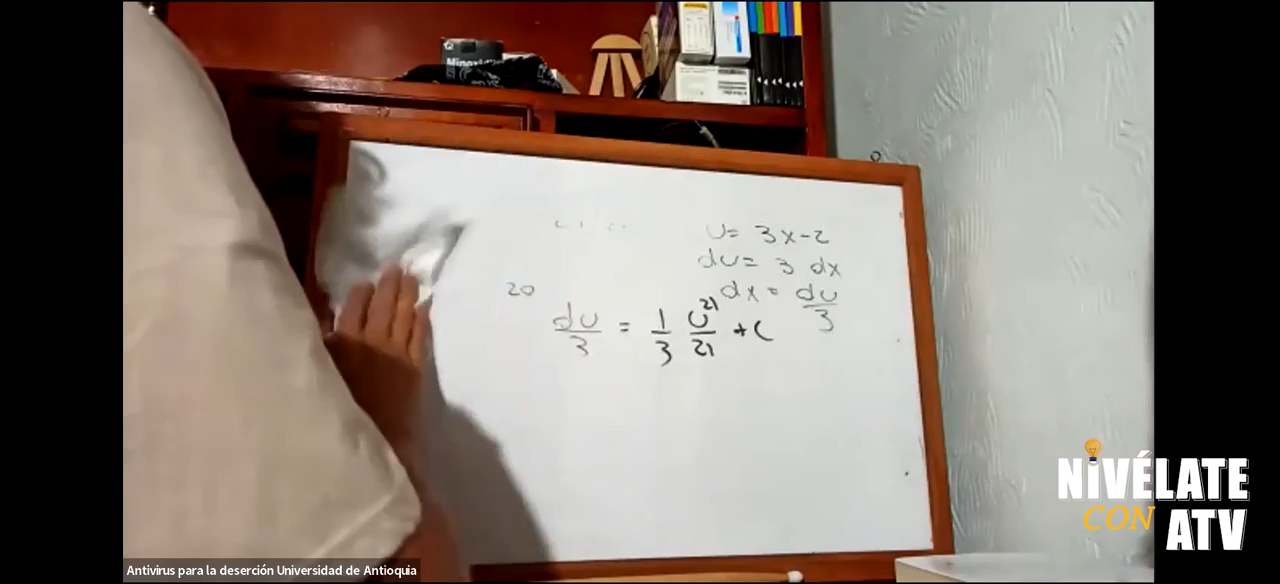 Minoxidil
U= 3x-2
du= 3 dx
dx = du/3
20
du/3 = 1/3 U^21/21 + C
NIVÉLATE
CON
ATV
Antivirus para la deserción Universidad de Antioquia